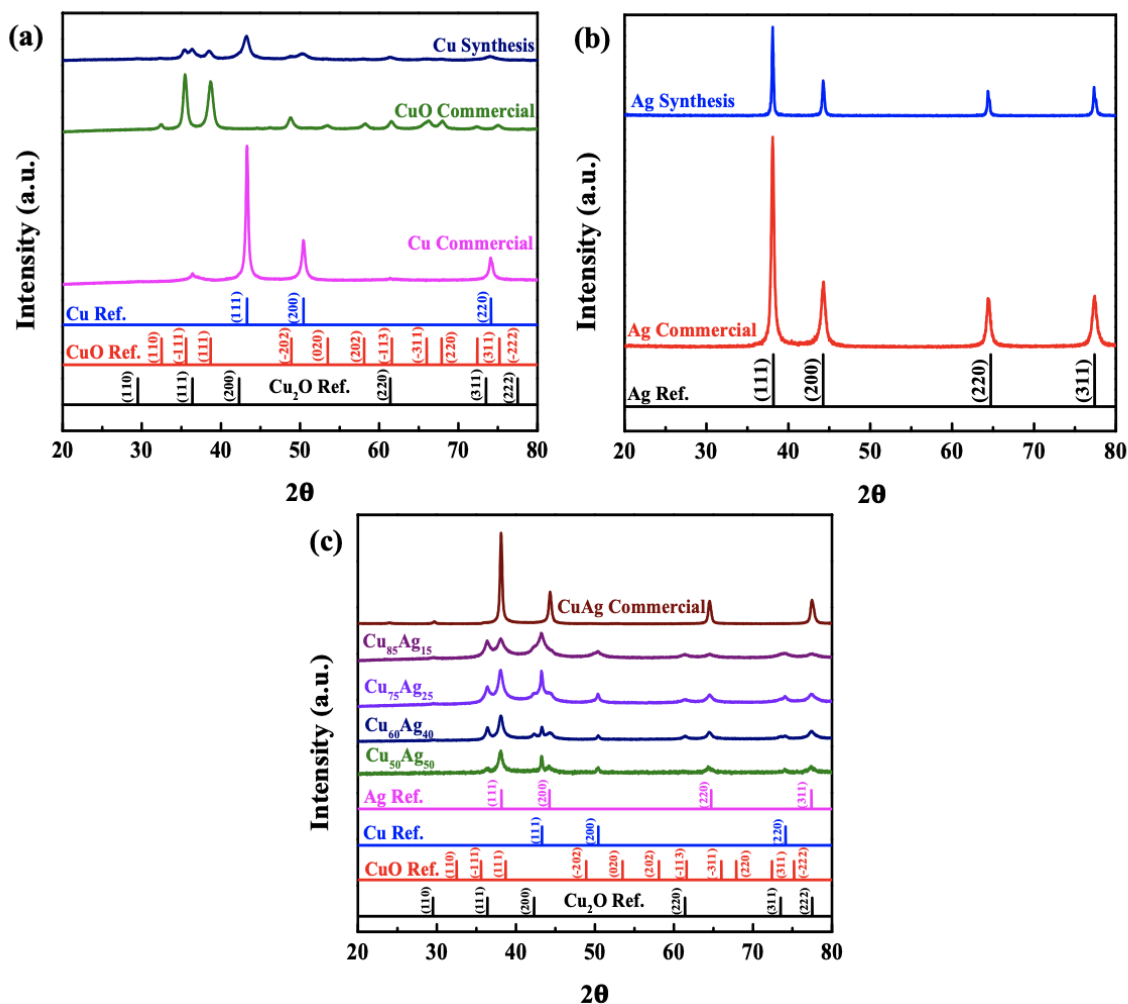 (a)
Cu Synthesis
CuO Commercial
Cu Commercial
Cu Ref.
(111)
(200)
(220)
CuO Ref.
(110)
(-111)
(111)
(-202)
(020)
(202)
(-113)
(-311)
(220)
(311)
(-222)
Cu₂O Ref.
(110)
(111)
(200)
(220)
(311)
(222)
20 30 40 50 60 70 80
2θ
Intensity (a.u.)
(b)
Ag Synthesis
Ag Commercial
Ag Ref.
(111)
(200)
(220)
(311)
20 30 40 50 60 70 80
2θ
Intensity (a.u.)
(c)
CuAg Commercial
Cu₈₅Ag₁₅
Cu₇₅Ag₂₅
Cu₆₀Ag₄₀
Cu₅₀Ag₅₀
Ag Ref.
(111)
(200)
(220)
(311)
Cu Ref.
(111)
(200)
(220)
CuO Ref.
(110)
(-111)
(111)
(-202)
(020)
(202)
(-113)
(-311)
(220)
(311)
(-222)
Cu₂O Ref.
(110)
(111)
(200)
(220)
(311)
(222)
20 30 40 50 60 70 80
2θ
Intensity (a.u.)